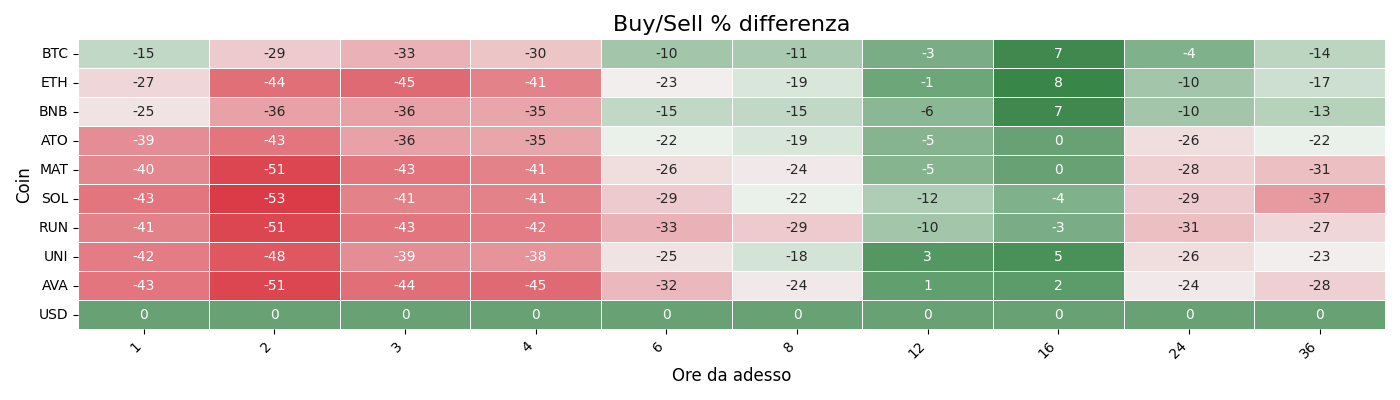 Buy/Sell % differenza
BTC -15 -29 -33 -30 -10 -11 -3 7 -4 -14
ETH -27 -44 -45 -41 -23 -19 -1 8 -10 -17
BNB -25 -36 -36 -35 -15 -15 -6 7 -10 -13
ATO -39 -43 -36 -35 -22 -19 -5 0 -26 -22
MAT -40 -51 -43 -41 -26 -24 -5 0 -28 -31
SOL -43 -53 -41 -41 -29 -22 -12 -4 -29 -37
RUN -41 -51 -43 -42 -33 -29 -10 -3 -31 -27
UNI -42 -48 -39 -38 -25 -18 3 5 -26 -23
AVA -43 -51 -44 -45 -32 -24 1 2 -24 -28
USD 0 0 0 0 0 0 0 0 0 0
Coin
1 2 3 4 6 8 12 16 24 36
Ore da adesso